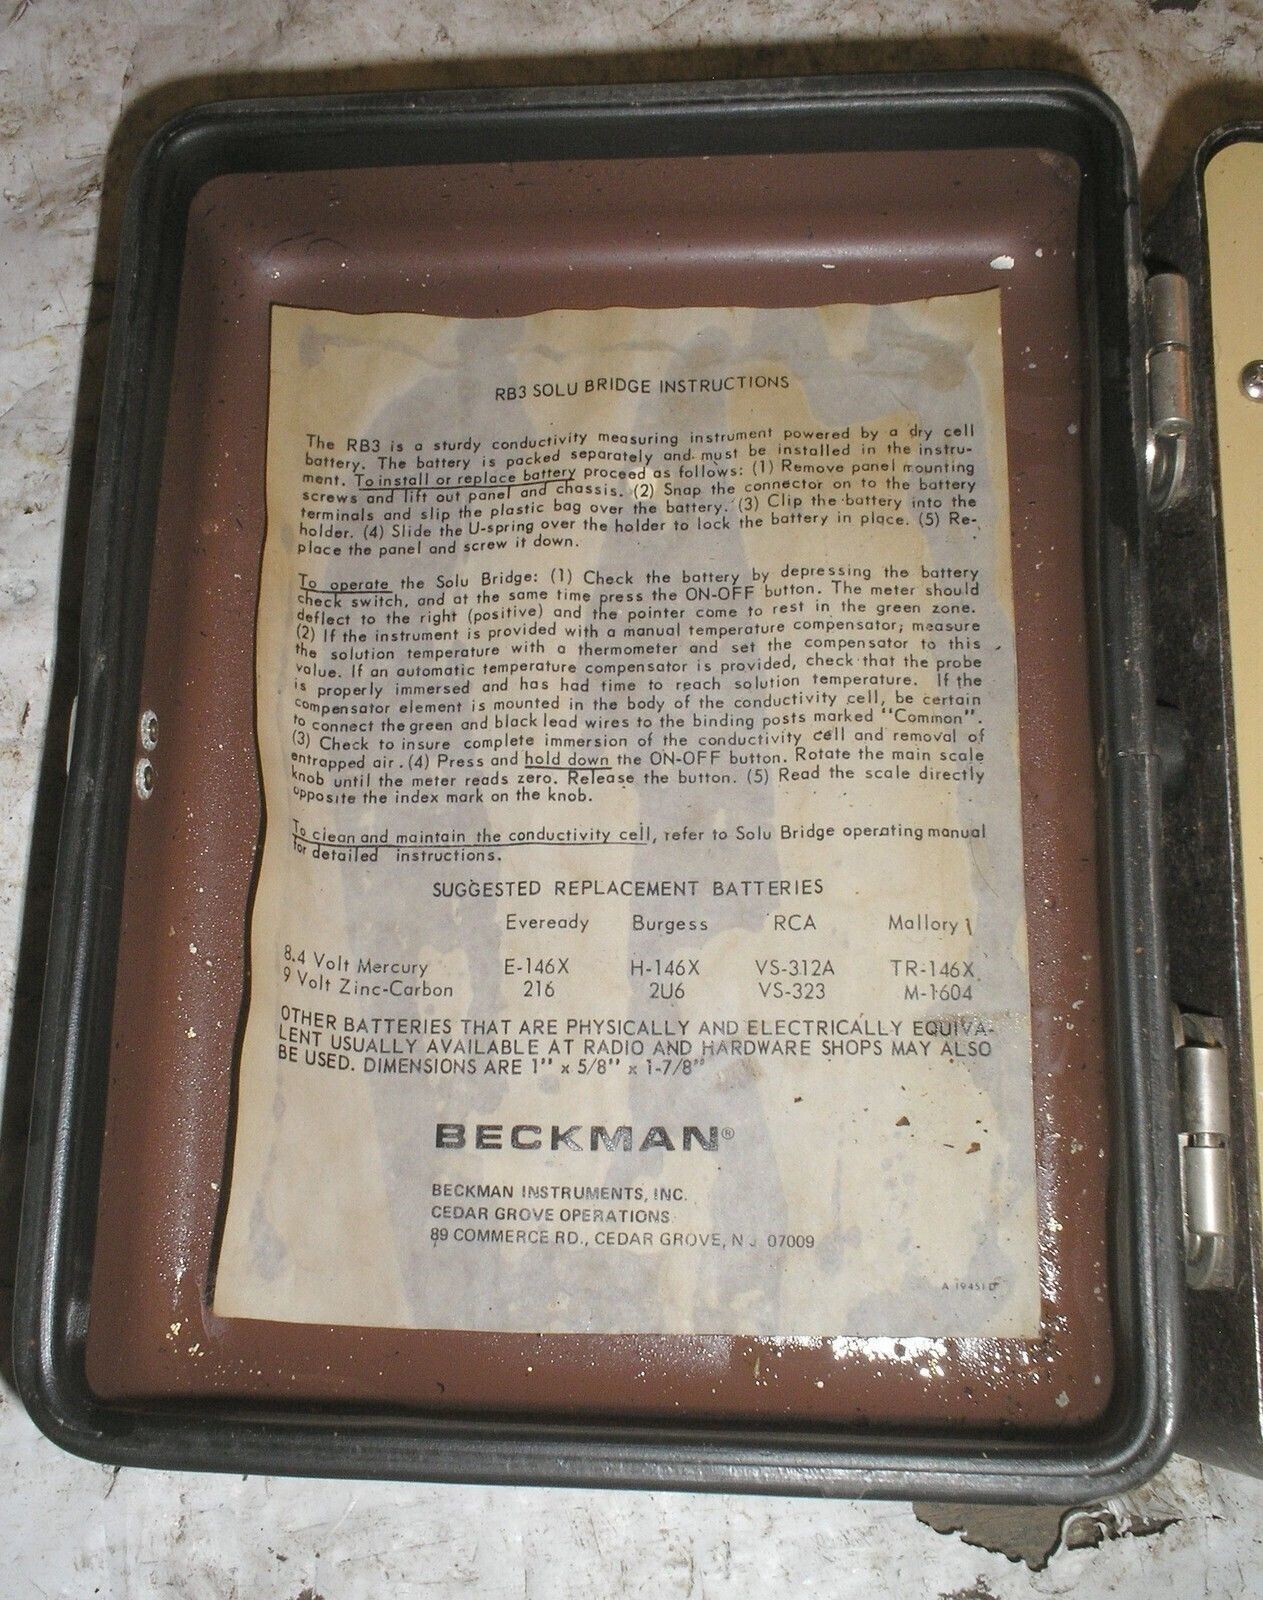 RB3 SOLU BRIDGE INSTRUCTIONS
The RB3 is a sturdy conductivity measuring instrument powered by a dry cell
battery. The battery is packed separately and must be installed in the instru-
ment. To install or replace battery proceed as follows: (1) Remove panel mounting
screws and lift out panel and chassis. (2) Snap the connector on to the battery
terminals and slip the plastic bag over the battery. (3) Clip the battery into the
holder. (4) Slide the U-spring over the holder to lock the battery in place. (5) Re-
place the panel and screw it down.
To operate the Solu Bridge: (1) Check the battery by depressing the battery
check switch, and at the same time press the ON-OFF button. The meter should
deflect to the right (positive) and the pointer come to rest in the green zone.
(2) If the instrument is provided with a manual temperature compensator; measure
the solution temperature with a thermometer and set the compensator to this
value. If an automatic temperature compensator is provided, check that the probe
is properly immersed and has had time to reach solution temperature. If the
compensator element is mounted in the body of the conductivity cell, be certain
to connect the green and black lead wires to the binding posts marked "Common".
(3) Check to insure complete immersion of the conductivity cell and removal of
entrapped air. (4) Press and hold down the ON-OFF button. Rotate the main scale
knob until the meter reads zero. Release the button. (5) Read the scale directly
opposite the index mark on the knob.
To clean and maintain the conductivity cell, refer to Solu Bridge operating manual
for detailed instructions.
SUGGESTED REPLACEMENT BATTERIES
Eveready Burgess RCA Mallory
8.4 Volt Mercury E-146X H-146X VS-312A TR-146X
9 Volt Zinc-Carbon 216 2U6 VS-323 M-1604
OTHER BATTERIES THAT ARE PHYSICALLY AND ELECTRICALLY EQUIVA-
LENT USUALLY AVAILABLE AT RADIO AND HARDWARE SHOPS MAY ALSO
BE USED. DIMENSIONS ARE 1" x 5/8" x 1-7/8"
BECKMAN®
BECKMAN INSTRUMENTS, INC.
CEDAR GROVE OPERATIONS
89 COMMERCE RD., CEDAR GROVE, N J 07009